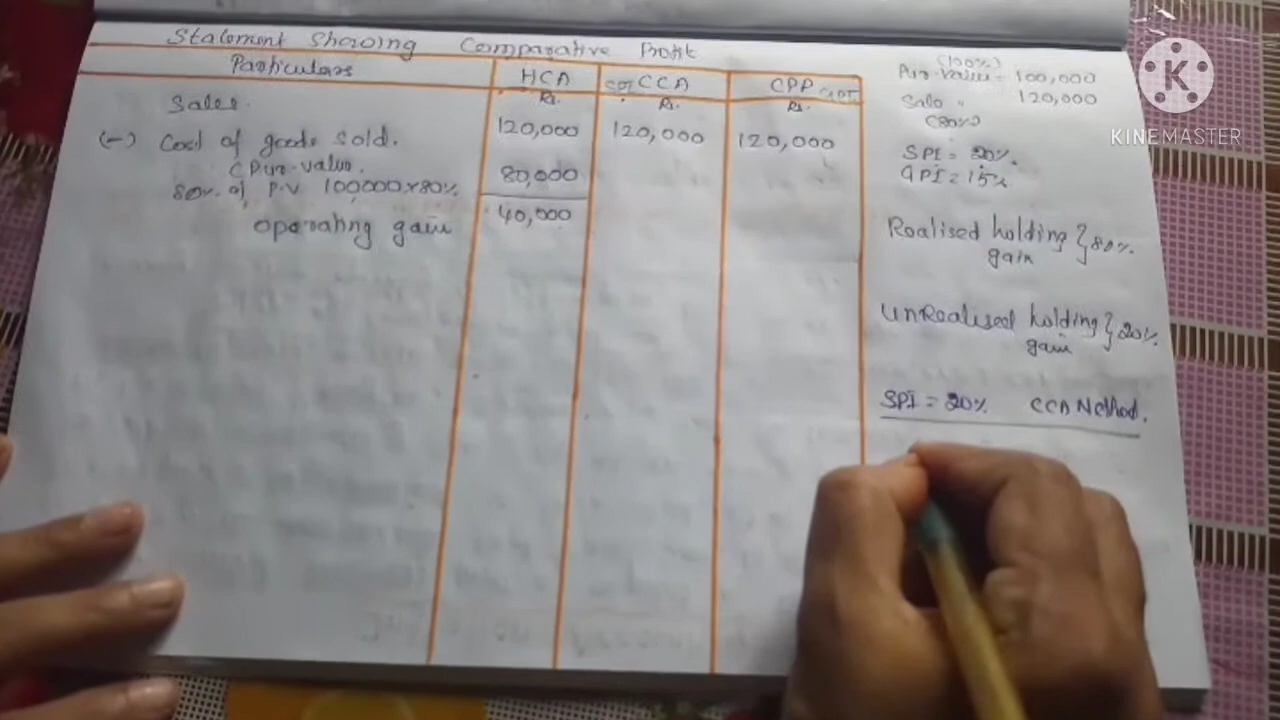 Statement Showing Comparative Profit
Particulars HCA CCA CPP
Rs. Rs. Rs.
Sales. 120,000 120,000 120,000
(-) Cost of goods sold.
(Pur-value. 80,000
80%. of P.V 100,000 x 80%.
Operating gain 40,000
(100%)
Pur-value = 100,000
Sale " 120,000
(80%)
SPI = 20%.
GPI = 15%
Realised holding gain } 80%.
UnRealised holding gain } 20%.
SPI = 20% CCA Method.
KINEMASTER